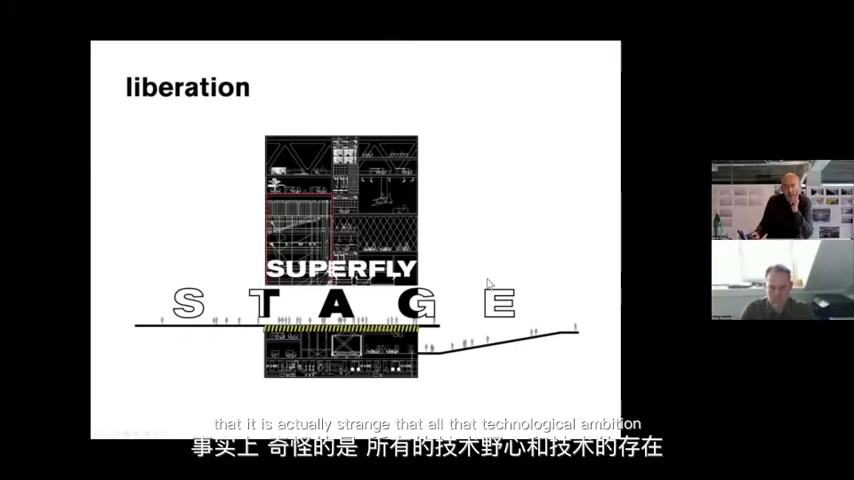 liberation
SUPERFLY
STAGE
that it is actually strange that all that technological ambition
事实上 奇怪的是 所有的技术野心和技术的存在